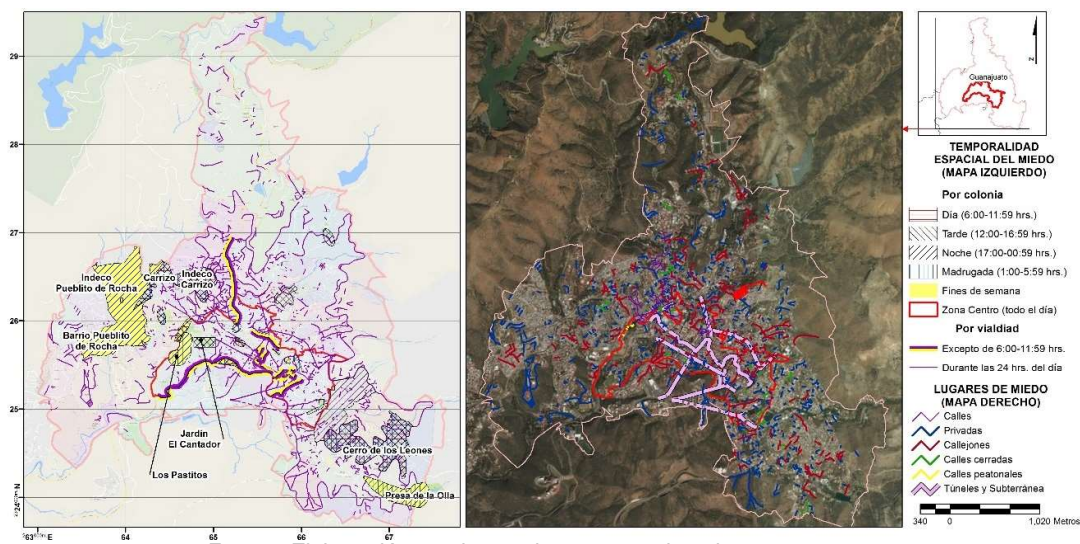 29
28
27
26
25
24
63
64
65
66
67
Indeco
Pueblito de Rocha
Carrizo
Indeco
Carrizo
Barrio Pueblito
de Rocha
Jardín
El Cantador
Los Pastitos
Cerro de los Leones
Presa de la Olla
Guanajuato
TEMPORALIDAD
ESPACIAL DEL MIEDO
(MAPA IZQUIERDO)
Por colonia
Día (6:00-11:59 hrs.)
Tarde (12:00-16:59 hrs.)
Noche (17:00-00:59 hrs.)
Madrugada (1:00-5:59 hrs.)
Fines de semana
Zona Centro (todo el día)
Por vialdiad
Excepto de 6:00-11:59 hrs.
Durante las 24 hrs. del día
LUGARES DE MIEDO
(MAPA DERECHO)
Calles
Privadas
Callejones
Calles cerradas
Calles peatonales
Túneles y Subterránea
340 0 1,020 Metros